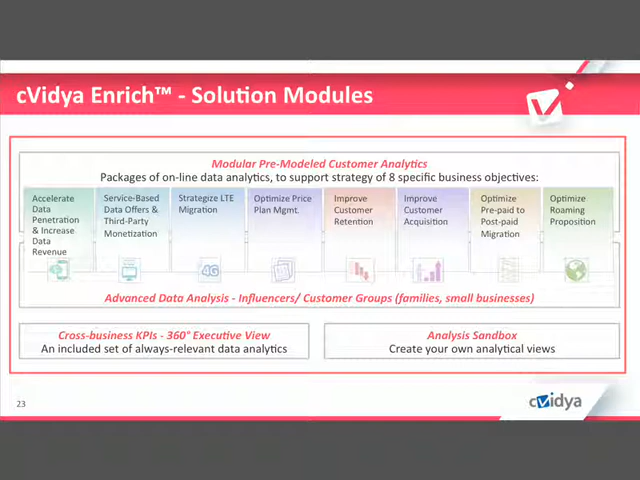 cVidya Enrich™ - Solution Modules
Modular Pre-Modeled Customer Analytics
Packages of on-line data analytics, to support strategy of 8 specific business objectives:
Accelerate
Data
Penetration
& Increase
Data
Revenue
Service-Based
Data Offers &
Third-Party
Monetization
Strategize LTE
Migration
4G
Optimize Price
Plan Mgmt.
Improve
Customer
Retention
Improve
Customer
Acquisition
Optimize
Pre-paid to
Post-paid
Migration
Optimize
Roaming
Proposition
Advanced Data Analysis - Influencers/ Customer Groups (families, small businesses)
Cross-business KPIs - 360° Executive View
An included set of always-relevant data analytics
Analysis Sandbox
Create your own analytical views
23
cVidya